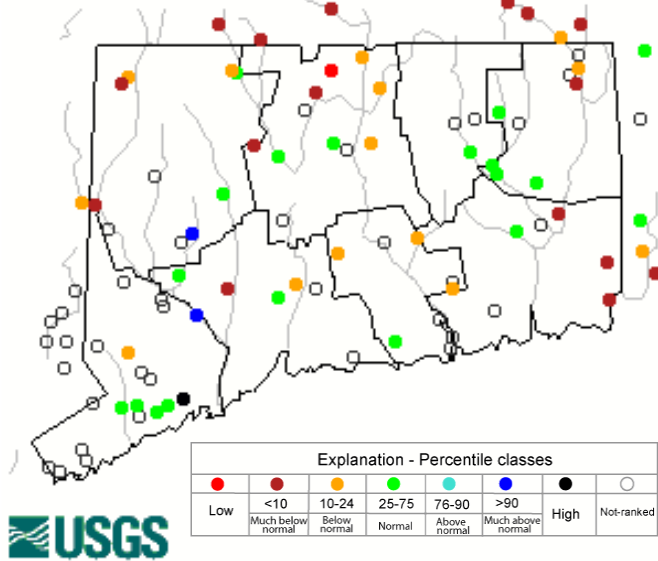 Explanation - Percentile classes
Low
<10
10-24
25-75
76-90
>90
High
Not-ranked
Much below normal
Below normal
Normal
Above normal
Much above normal
USGS